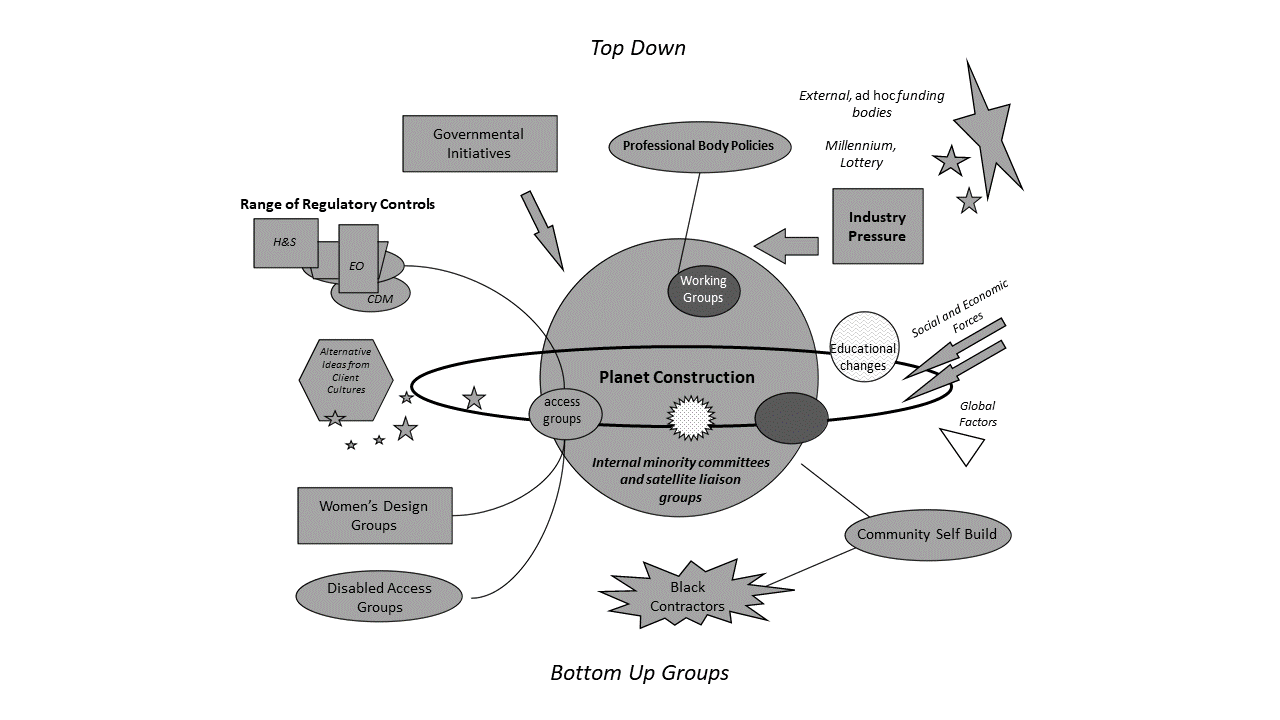 Top Down
External, ad hoc funding
bodies
Millennium,
Lottery
Governmental
Initiatives
Professional Body Policies
Range of Regulatory Controls
H&S
EO
CDM
Industry
Pressure
Working
Groups
Social and Economic
Forces
Educational
changes
Alternative
Ideas from
Client
Cultures
Planet Construction
access
groups
Global
Factors
Internal minority committees
and satellite liaison
groups
Women's Design
Groups
Community Self Build
Disabled Access
Groups
Black
Contractors
Bottom Up Groups